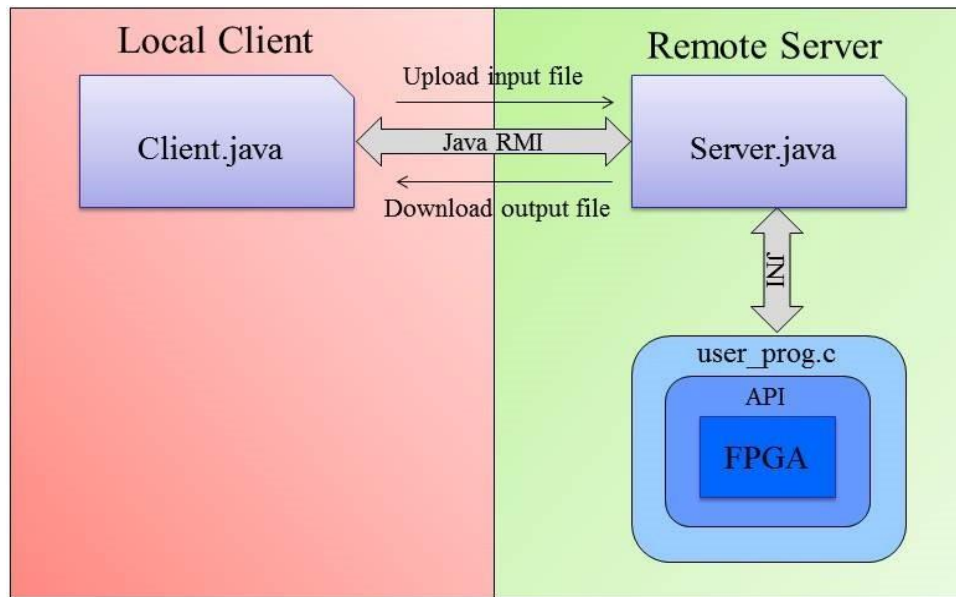 Local Client
Remote Server
Upload input file
Client.java
Java RMI
Server.java
Download output file
JNI
user_prog.c
API
FPGA